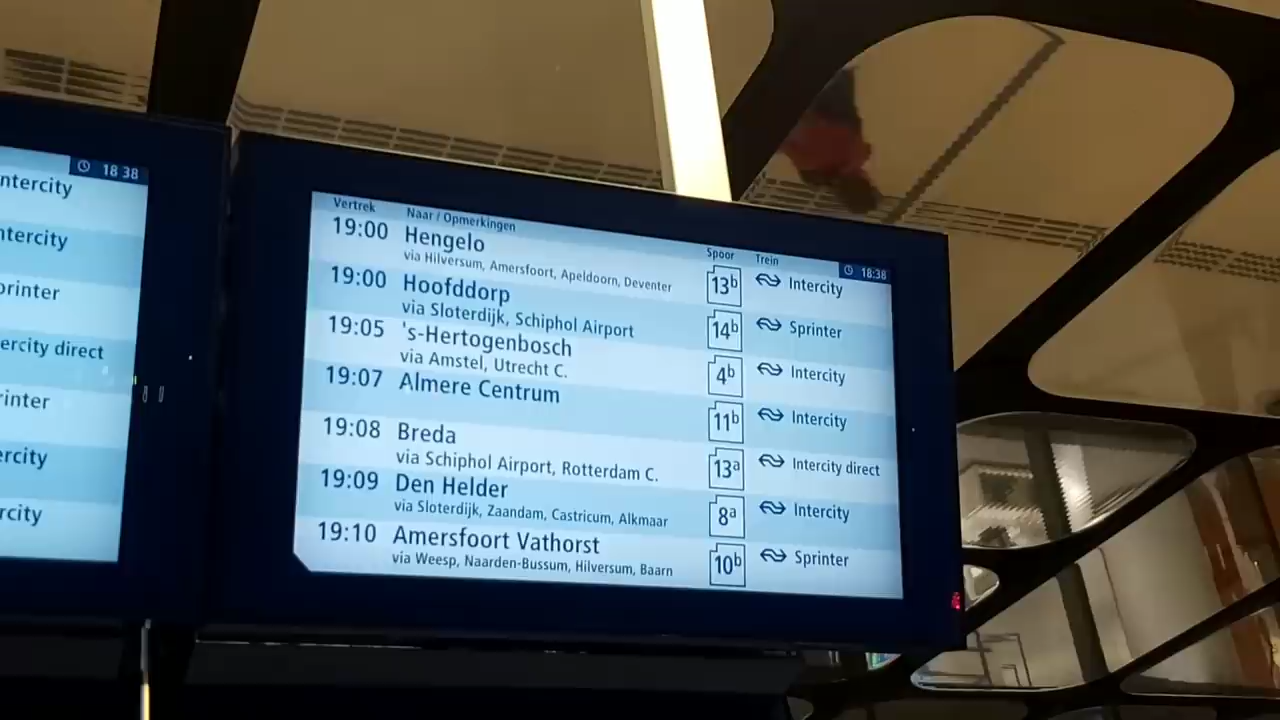 18 38
ntercity
ntercity
printer
ercity direct
rinter
ercity
rcity
Vertrek Naar / Opmerkingen Spoor Trein 18:38
19:00 Hengelo 13b Intercity
via Hilversum, Amersfoort, Apeldoorn, Deventer
19:00 Hoofddorp 14b Sprinter
via Sloterdijk, Schiphol Airport
19:05 's-Hertogenbosch 4b Intercity
via Amstel, Utrecht C.
19:07 Almere Centrum 11b Intercity
19:08 Breda 13a Intercity direct
via Schiphol Airport, Rotterdam C.
19:09 Den Helder 8a Intercity
via Sloterdijk, Zaandam, Castricum, Alkmaar
19:10 Amersfoort Vathorst 10b Sprinter
via Weesp, Naarden-Bussum, Hilversum, Baarn